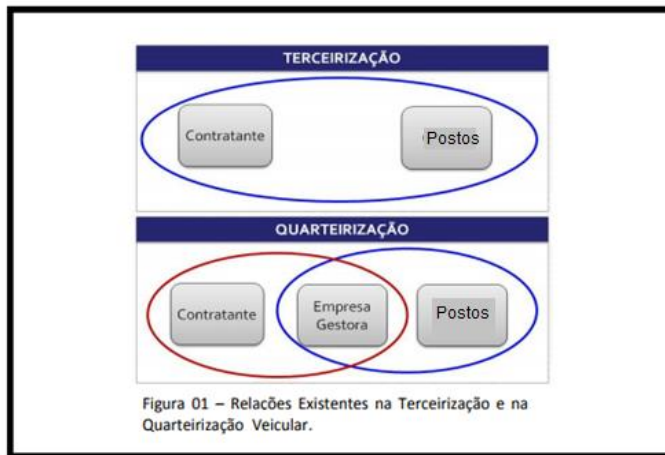 TERCEIRIZAÇÃO
Contratante
Postos
QUARTEIRIZAÇÃO
Contratante
Empresa
Gestora
Postos
Figura 01 – Relações Existentes na Terceirização e na
Quarteirização Veicular.